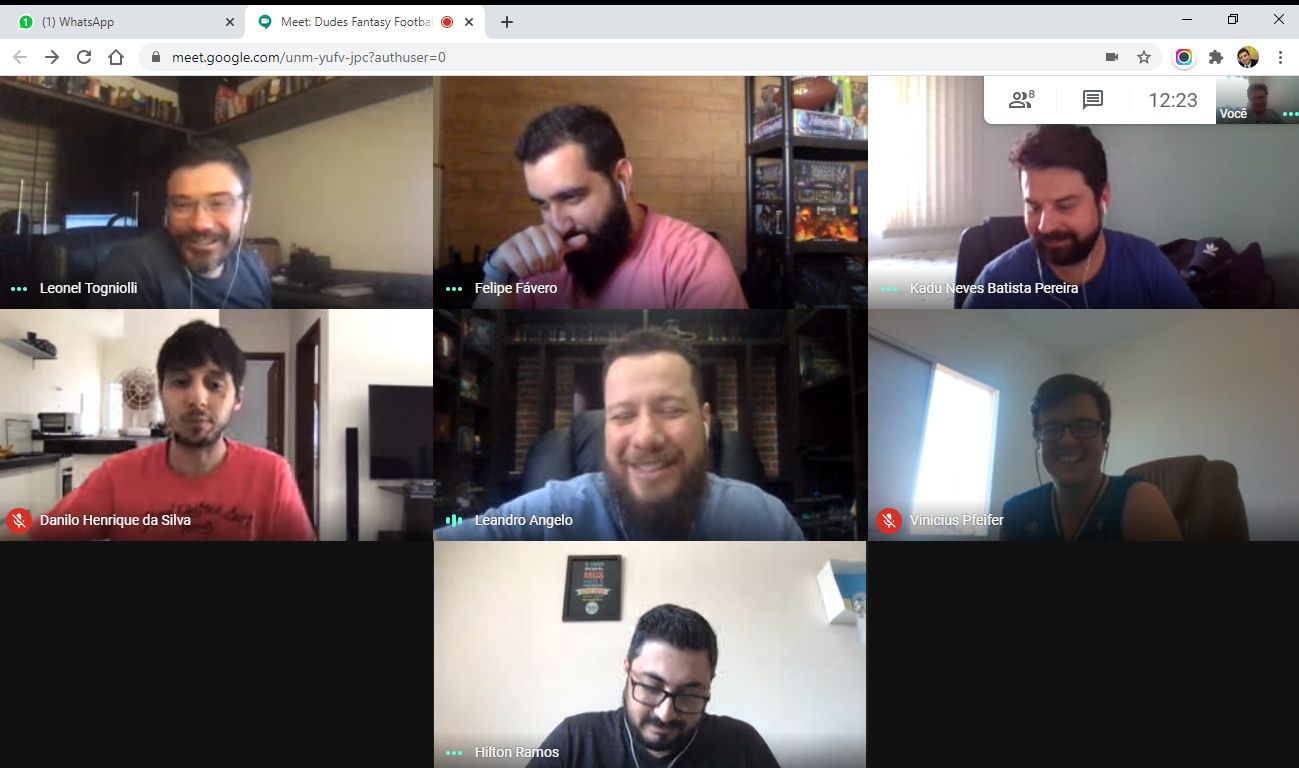 (1) WhatsApp
Meet: Dudes Fantasy Footba
meet.google.com/unm-yufv-jpc?authuser=0
8
12:23
Você
Leonel Togniolli
Felipe Fávero
Kadu Neves Batista Pereira
Danilo Henrique da Silva
Leandro Angelo
Vinicius Pfeifer
Hilton Ramos